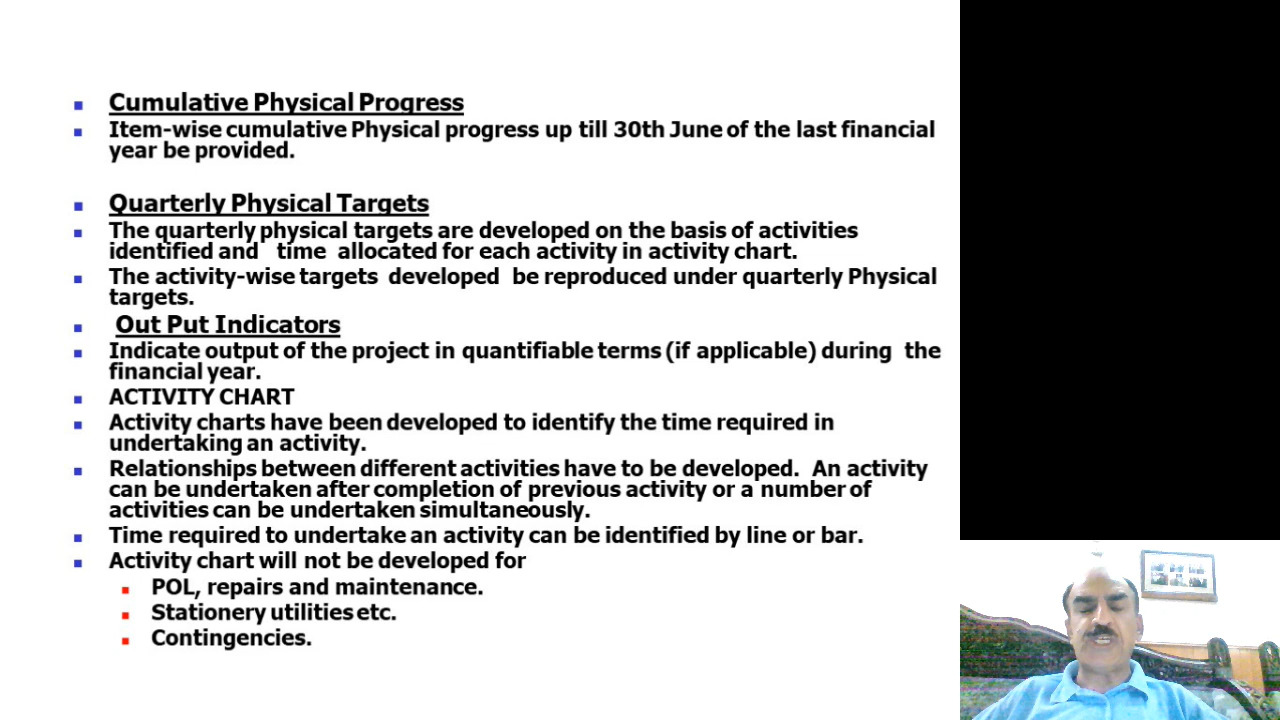 Cumulative Physical Progress
Item-wise cumulative Physical progress up till 30th June of the last financial
year be provided.
Quarterly Physical Targets
The quarterly physical targets are developed on the basis of activities
identified and time allocated for each activity in activity chart.
The activity-wise targets developed be reproduced under quarterly Physical
targets.
Out Put Indicators
Indicate output of the project in quantifiable terms (if applicable) during the
financial year.
ACTIVITY CHART
Activity charts have been developed to identify the time required in
undertaking an activity.
Relationships between different activities have to be developed. An activity
can be undertaken after completion of previous activity or a number of
activities can be undertaken simultaneously.
Time required to undertake an activity can be identified by line or bar.
Activity chart will not be developed for
POL, repairs and maintenance.
Stationery utilities etc.
Contingencies.